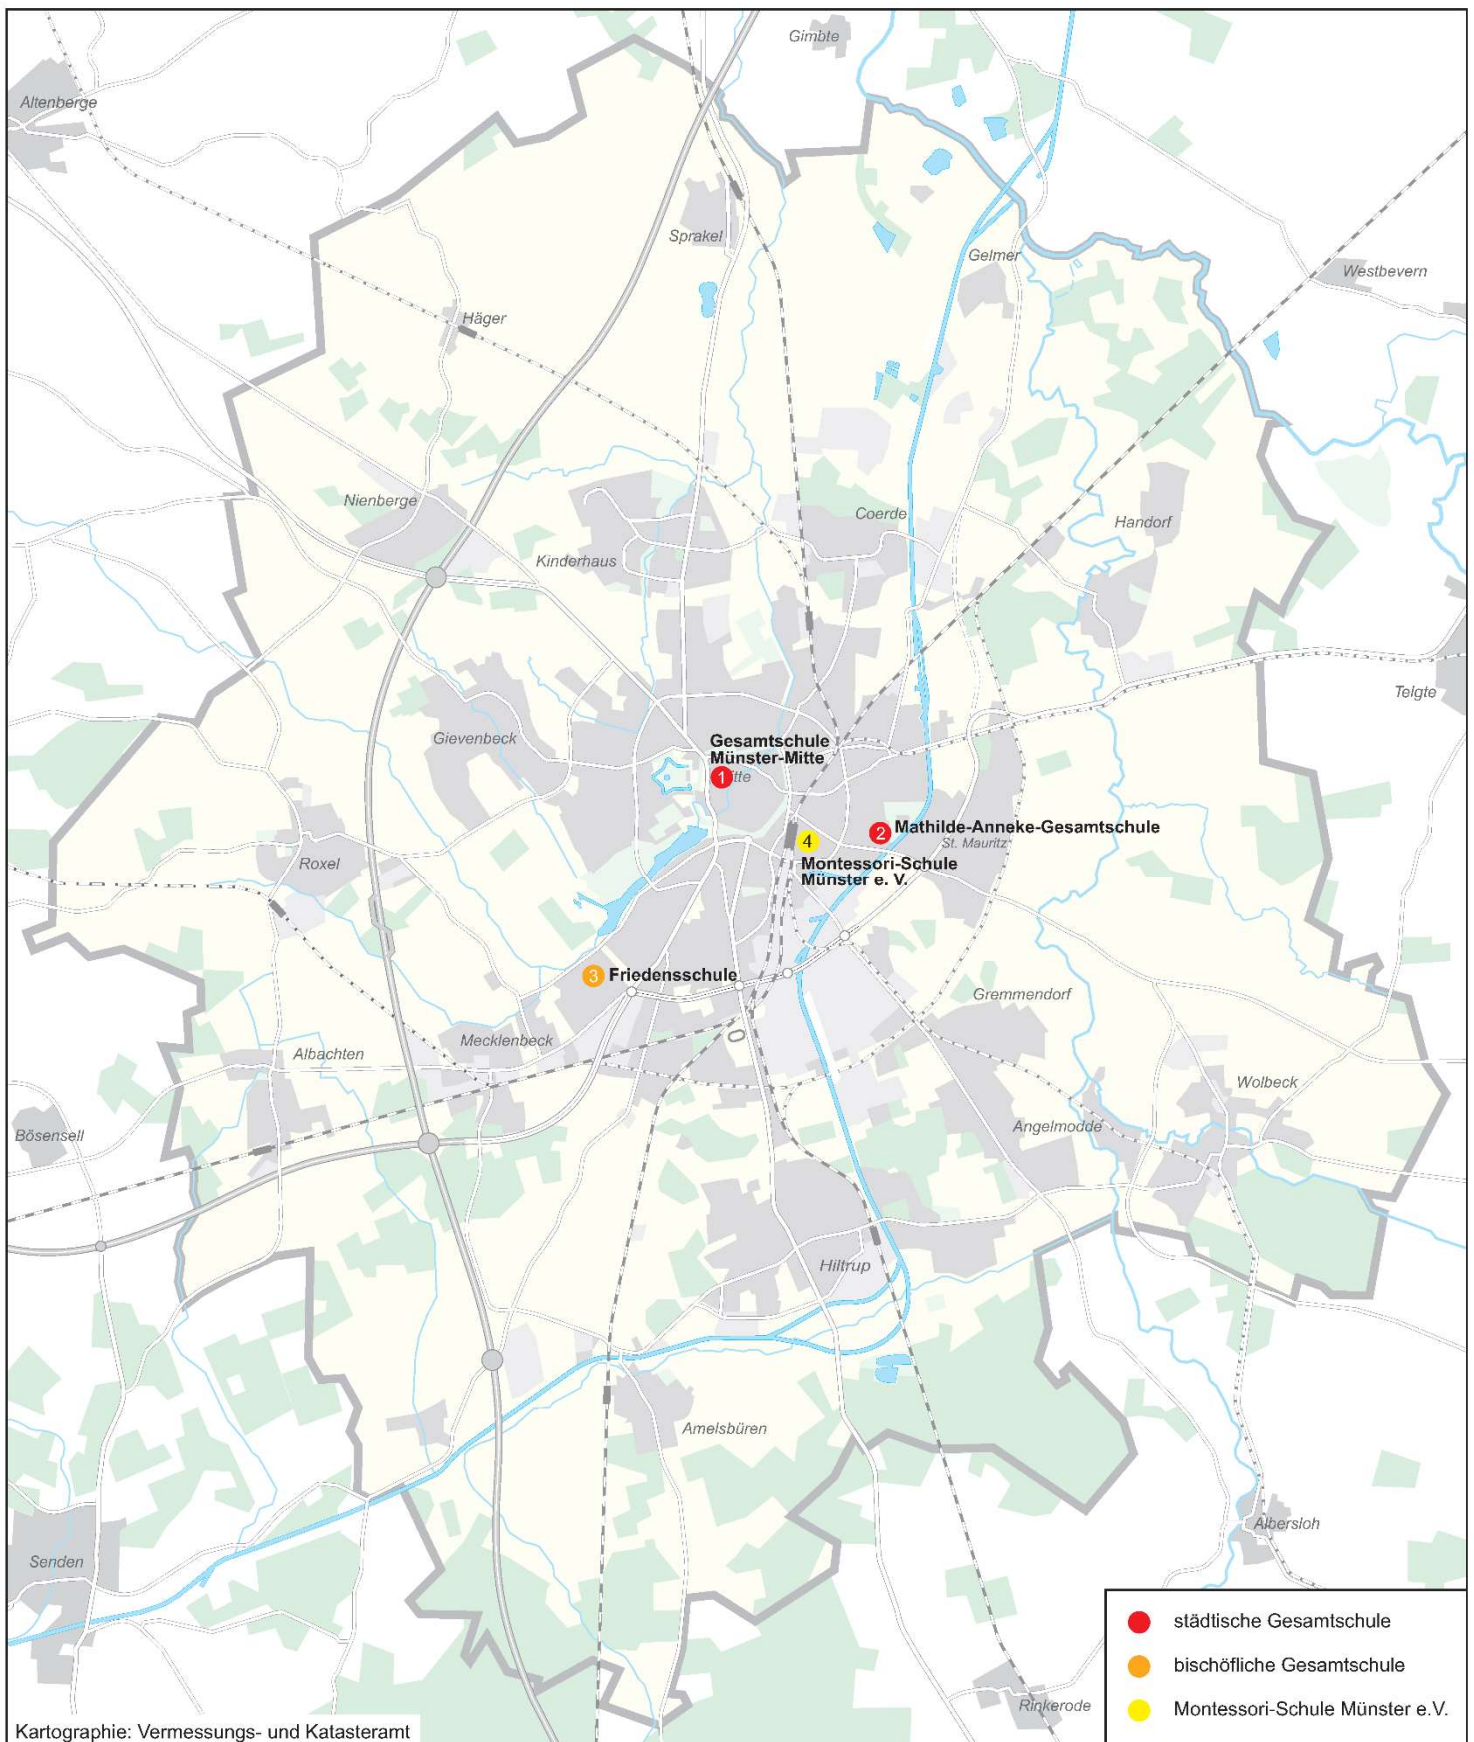 Gimbte
Altenberge
Sprakel
Gelmer
Westbevern
Häger
Nienberge
Coerde
Handorf
Kinderhaus
Telgte
Gievenbeck
Gesamtschule
Münster-Mitte
1
itte
2
Mathilde-Anneke-Gesamtschule
St. Mauritz
4
Montessori-Schule
Münster e. V.
Roxel
3
Friedensschule
Gremmendorf
Mecklenbeck
Albachten
Wolbeck
Angelmodde
Bösensell
Hiltrup
Amelsbüren
Albersloh
Senden
Rinkerode
städtische Gesamtschule
bischöfliche Gesamtschule
Montessori-Schule Münster e.V.
Kartographie: Vermessungs- und Katasteramt